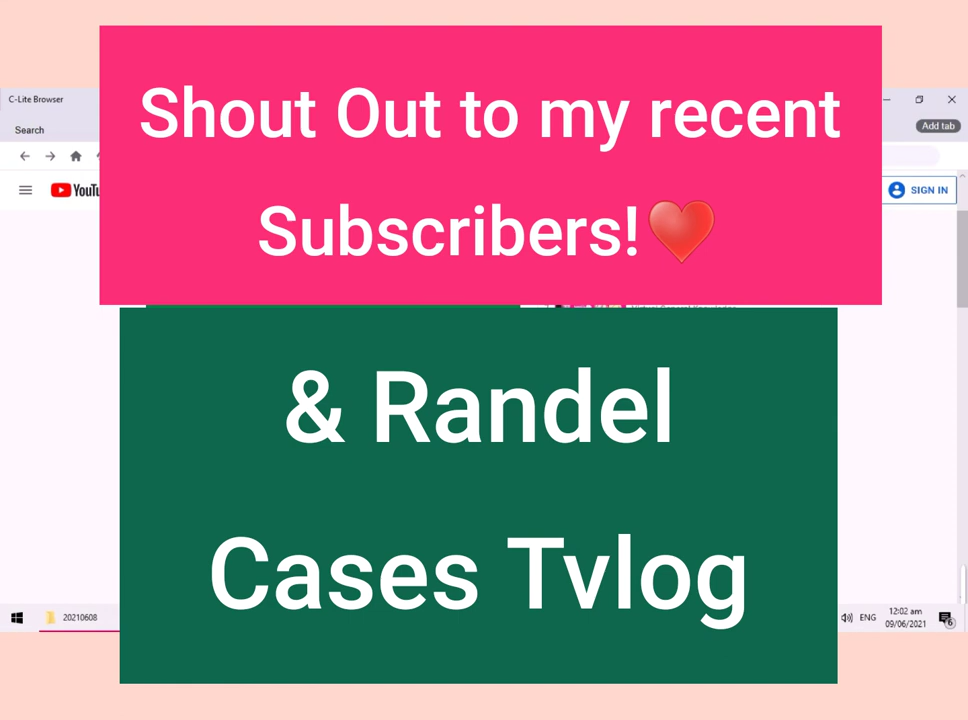 Shout Out to my recent
Subscribers!❤️
& Randel
Cases Tvlog
C-Lite Browser
Search
Add tab
SIGN IN
20210608
ENG
12:02 am
09/06/2021
6